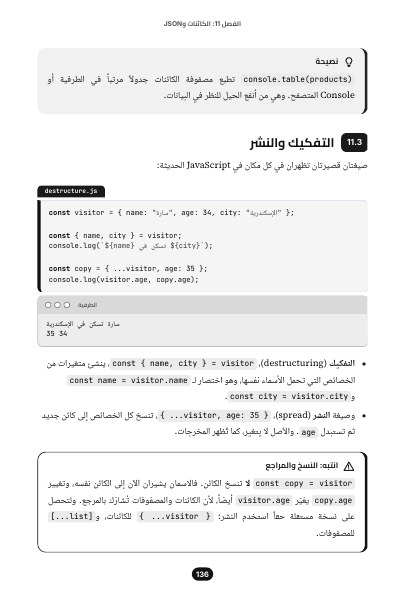 الفصل 11: الكائنات وJSON
نصيحة
console.table(products) تطبع مصفوفة الكائنات جدولاً مرتباً في الطرفية أو
Console المتصفح. وهي من أنفع الحيل للنظر في البيانات.
11.3 التفكيك والنشر
صيغتان قصيرتان تظهران في كل مكان في JavaScript الحديثة:
destructure.js
const visitor = { name: "سارة", age: 34, city: "الإسكندرية" };
const { name, city } = visitor;
console.log(`${name} تسكن في ${city}`);
const copy = { ...visitor, age: 35 };
console.log(visitor.age, copy.age);
الطرفية
سارة تسكن في الإسكندرية
34 35
• التفكيك (destructuring)، const { name, city } = visitor، ينشئ متغيرات من
الخصائص التي تحمل الأسماء نفسها، وهو اختصار لـ const name = visitor.name
و const city = visitor.city.
• وصيغة النشر (spread)، { ...visitor, age: 35 }، تنسخ كل الخصائص إلى كائن جديد
ثم تستبدل age. والأصل لا يتغير، كما تُظهر المخرجات.
انتبه: النسخ والمراجع
const copy = visitor لا تنسخ الكائن. فالاسمان يشيران الآن إلى الكائن نفسه، وتغيير
copy.age يغيّر visitor.age أيضاً، لأن الكائنات والمصفوفات تُشارَك بالمرجع. ولتحصل
على نسخة مستقلة حقاً استخدم النشر: { ...visitor } للكائنات، و [...list]
للمصفوفات.
136